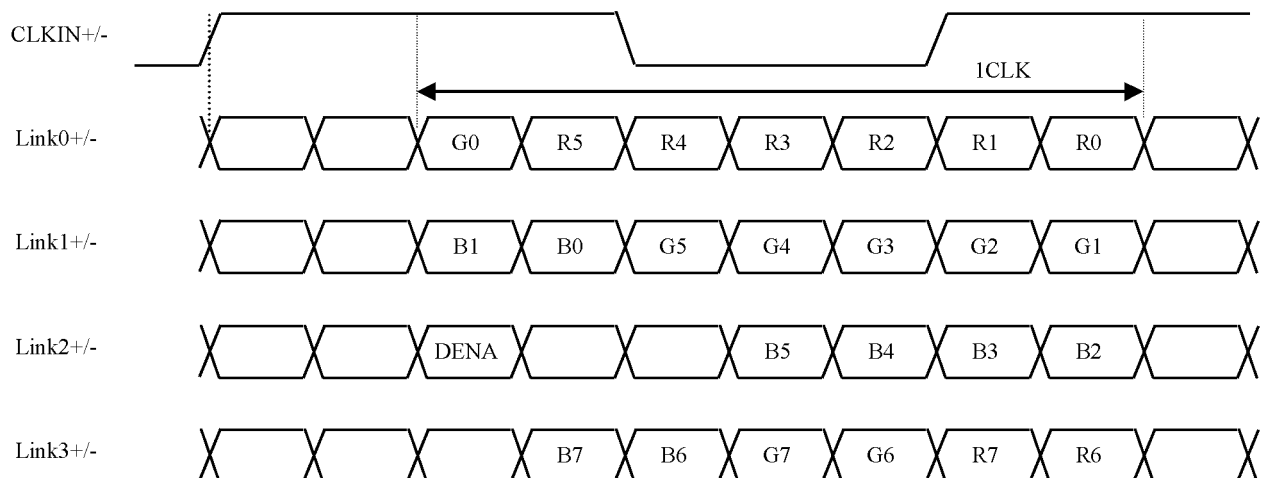 CLKIN+/-
1CLK
Link0+/- G0 R5 R4 R3 R2 R1 R0
Link1+/- B1 B0 G5 G4 G3 G2 G1
Link2+/- DENA B5 B4 B3 B2
Link3+/- B7 B6 G7 G6 R7 R6